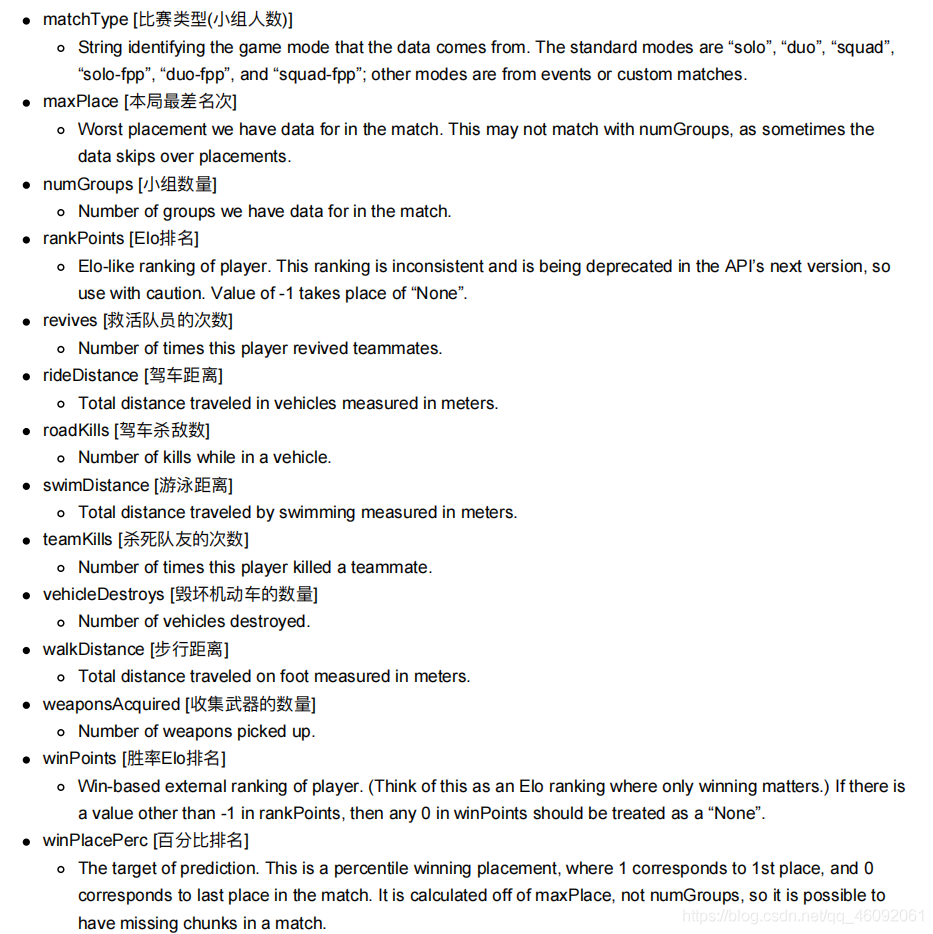 matchType [比赛类型(小组人数)]
String identifying the game mode that the data comes from. The standard modes are “solo”, “duo”, “squad”,
“solo-fpp”, “duo-fpp”, and “squad-fpp”; other modes are from events or custom matches.
maxPlace [本局最差名次]
Worst placement we have data for in the match. This may not match with numGroups, as sometimes the
data skips over placements.
numGroups [小组数量]
Number of groups we have data for in the match.
rankPoints [Elo排名]
Elo-like ranking of player. This ranking is inconsistent and is being deprecated in the API’s next version, so
use with caution. Value of -1 takes place of “None”.
revives [救活队员的次数]
Number of times this player revived teammates.
rideDistance [驾车距离]
Total distance traveled in vehicles measured in meters.
roadKills [驾车杀敌数]
Number of kills while in a vehicle.
swimDistance [游泳距离]
Total distance traveled by swimming measured in meters.
teamKills [杀死队友的次数]
Number of times this player killed a teammate.
vehicleDestroys [毁坏机动车的数量]
Number of vehicles destroyed.
walkDistance [步行距离]
Total distance traveled on foot measured in meters.
weaponsAcquired [收集武器的数量]
Number of weapons picked up.
winPoints [胜率Elo排名]
Win-based external ranking of player. (Think of this as an Elo ranking where only winning matters.) If there is
a value other than -1 in rankPoints, then any 0 in winPoints should be treated as a “None”.
winPlacePerc [百分比排名]
The target of prediction. This is a percentile winning placement, where 1 corresponds to 1st place, and 0
corresponds to last place in the match. It is calculated off of maxPlace, not numGroups, so it is possible to
have missing chunks in a match.
https://blog.csdn.net/qq_46092061